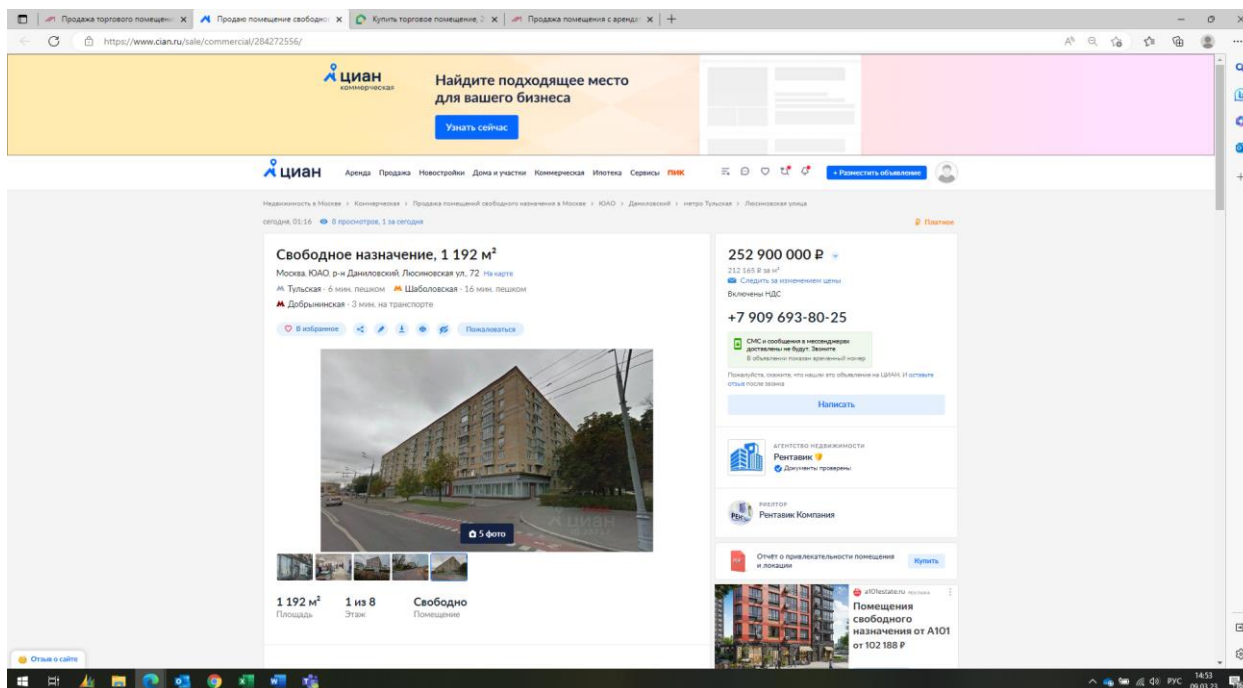 Продажа торгового помещени
Продаю помещение свободно
Купить торговое помещение, 2
Продажа помещения с аренда
https://www.cian.ru/sale/commercial/284272556/
циан
коммерческая
Найдите подходящее место
для вашего бизнеса
Узнать сейчас
циан
Аренда Продажа Новостройки Дома и участки Коммерческая Ипотека Сервисы ПИК
+ Разместить объявление
Недвижимость в Москве › Коммерческая › Продажа помещений свободного назначения в Москве › ЮАО › Даниловский › метро Тульская › Люсиновская улица
сегодня, 01:16 8 просмотров, 1 за сегодня
Платное
Свободное назначение, 1 192 м²
Москва, ЮАО, р-н Даниловский, Люсиновская ул., 72 На карте
Тульская · 6 мин. пешком Шаболовская · 16 мин. пешком
Добрынинская · 3 мин. на транспорте
В избранное
Пожаловаться
5 фото
ЦИАН
1 192 м² 1 из 8 Свободно
Площадь Этаж Помещение
252 900 000 ₽
212 165 ₽ за м²
Следить за изменением цены
Включены НДС
+7 909 693-80-25
СМС и сообщения в мессенджерах
доставлены не будут. Звоните
В объявлении показан временный номер
Пожалуйста, скажите, что нашли это объявление на ЦИАН. И оставьте
отзыв после звонка
Написать
АГЕНТСТВО НЕДВИЖИМОСТИ
Рентавик
Документы проверены
РИЕЛТОР
Рентавик Компания
Отчёт о привлекательности помещения
и локации
Купить
a101estate.ru РЕКЛАМА
Помещения
свободного
назначения от А101
от 102 188 ₽
Отзыв о сайте
РУС
14:53
09.03.23